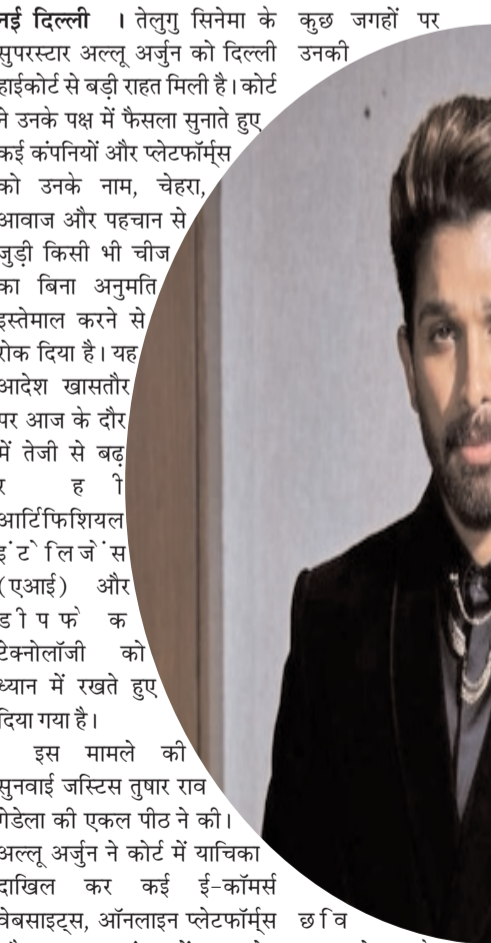 नई दिल्ली । तेलुगु सिनेमा के
सुपरस्टार अल्लू अर्जुन को दिल्ली
हाईकोर्ट से बड़ी राहत मिली है। कोर्ट
ने उनके पक्ष में फैसला सुनाते हुए
कई कंपनियों और प्लेटफॉर्म्स
को उनके नाम, चेहरा,
आवाज और पहचान से
जुड़ी किसी भी चीज
का बिना अनुमति
इस्तेमाल करने से
रोक दिया है। यह
आदेश खासतौर
पर आज के दौर
में तेजी से बढ़
र ही
आर्टिफिशियल
इंटेलिजेंस
(एआई) और
डीपफेक
टेक्नोलॉजी को
ध्यान में रखते हुए
दिया गया है।
इस मामले की
सुनवाई जस्टिस तुषार राव
गेडेला की एकल पीठ ने की।
अल्लू अर्जुन ने कोर्ट में याचिका
दाखिल कर कई ई-कॉमर्स
वेबसाइट्स, ऑनलाइन प्लेटफॉर्म्स
कुछ जगहों पर
उनकी
छवि